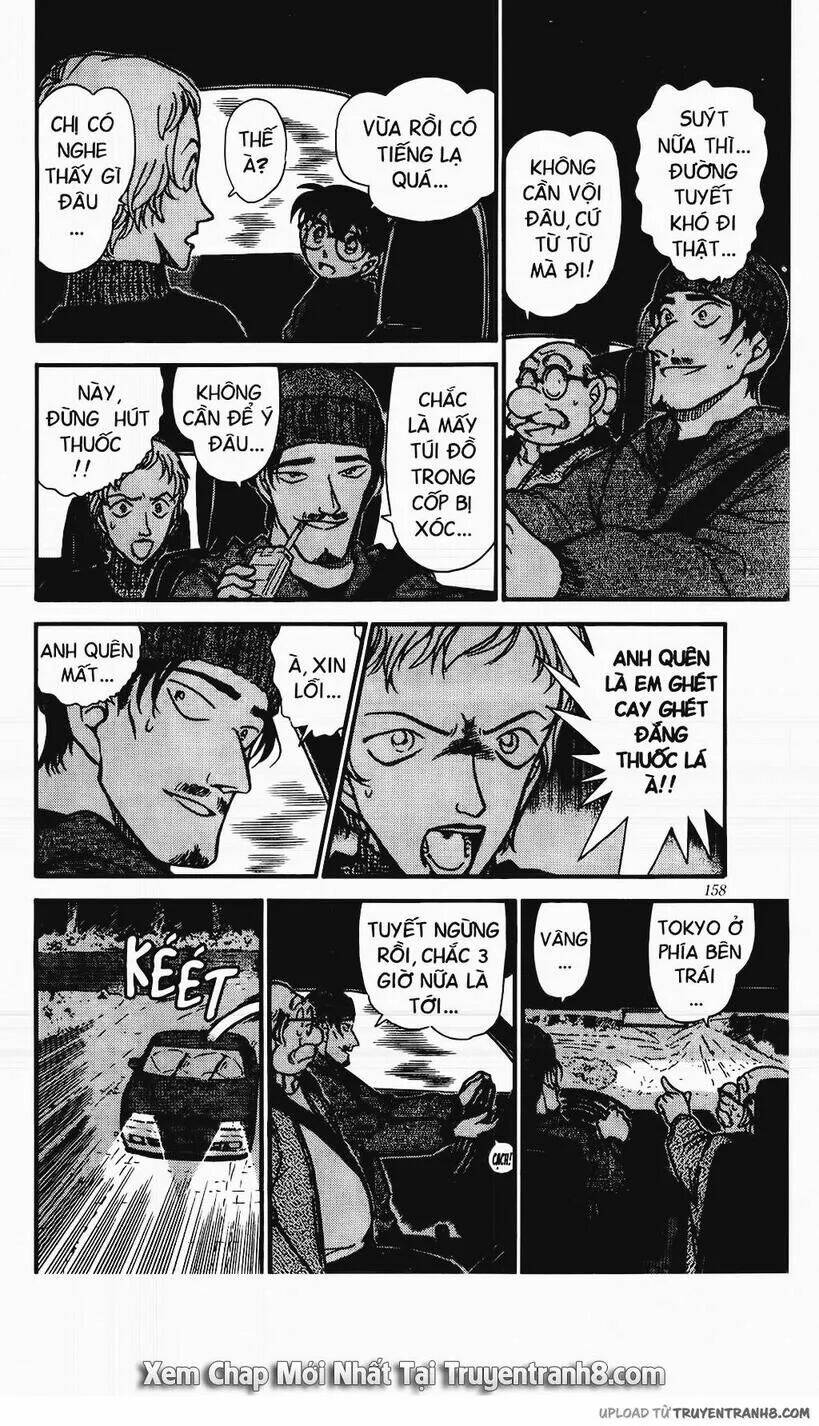 SUÝT
NỮA THÌ...
ĐƯỜNG
TUYẾT
KHÓ ĐI
THẬT...
KHÔNG
CẦN VỘI
ĐÂU, CỨ
TỪ TỪ
MÀ ĐI!
VỪA RỒI CÓ
TIẾNG LẠ
QUÁ...
THẾ
À?
CHỊ CÓ
NGHE
THẤY GÌ
ĐÂU
...
CHẮC
LÀ MẤY
TÚI ĐỒ
TRONG
CỐP BỊ
XÓC...
KHÔNG
CẦN ĐỂ Ý
ĐÂU...
NÀY,
ĐỪNG HÚT
THUỐC
!!
ANH QUÊN
LÀ EM GHÉT
CAY GHÉT
ĐẮNG
THUỐC LÁ
À!!
À, XIN
LỖI...
ANH QUÊN
MẤT...
158
TOKYO Ở
PHÍA BÊN
TRÁI
...
VÂNG
...
TUYẾT NGỪNG
RỒI, CHẮC 3
GIỜ NỮA LÀ
TỚI...
CẠCH!
KÉÉT
Xem Chap Mới Nhất Tại Truyentranh8.com
UPLOAD TỪ TRUYENTRANH8.COM